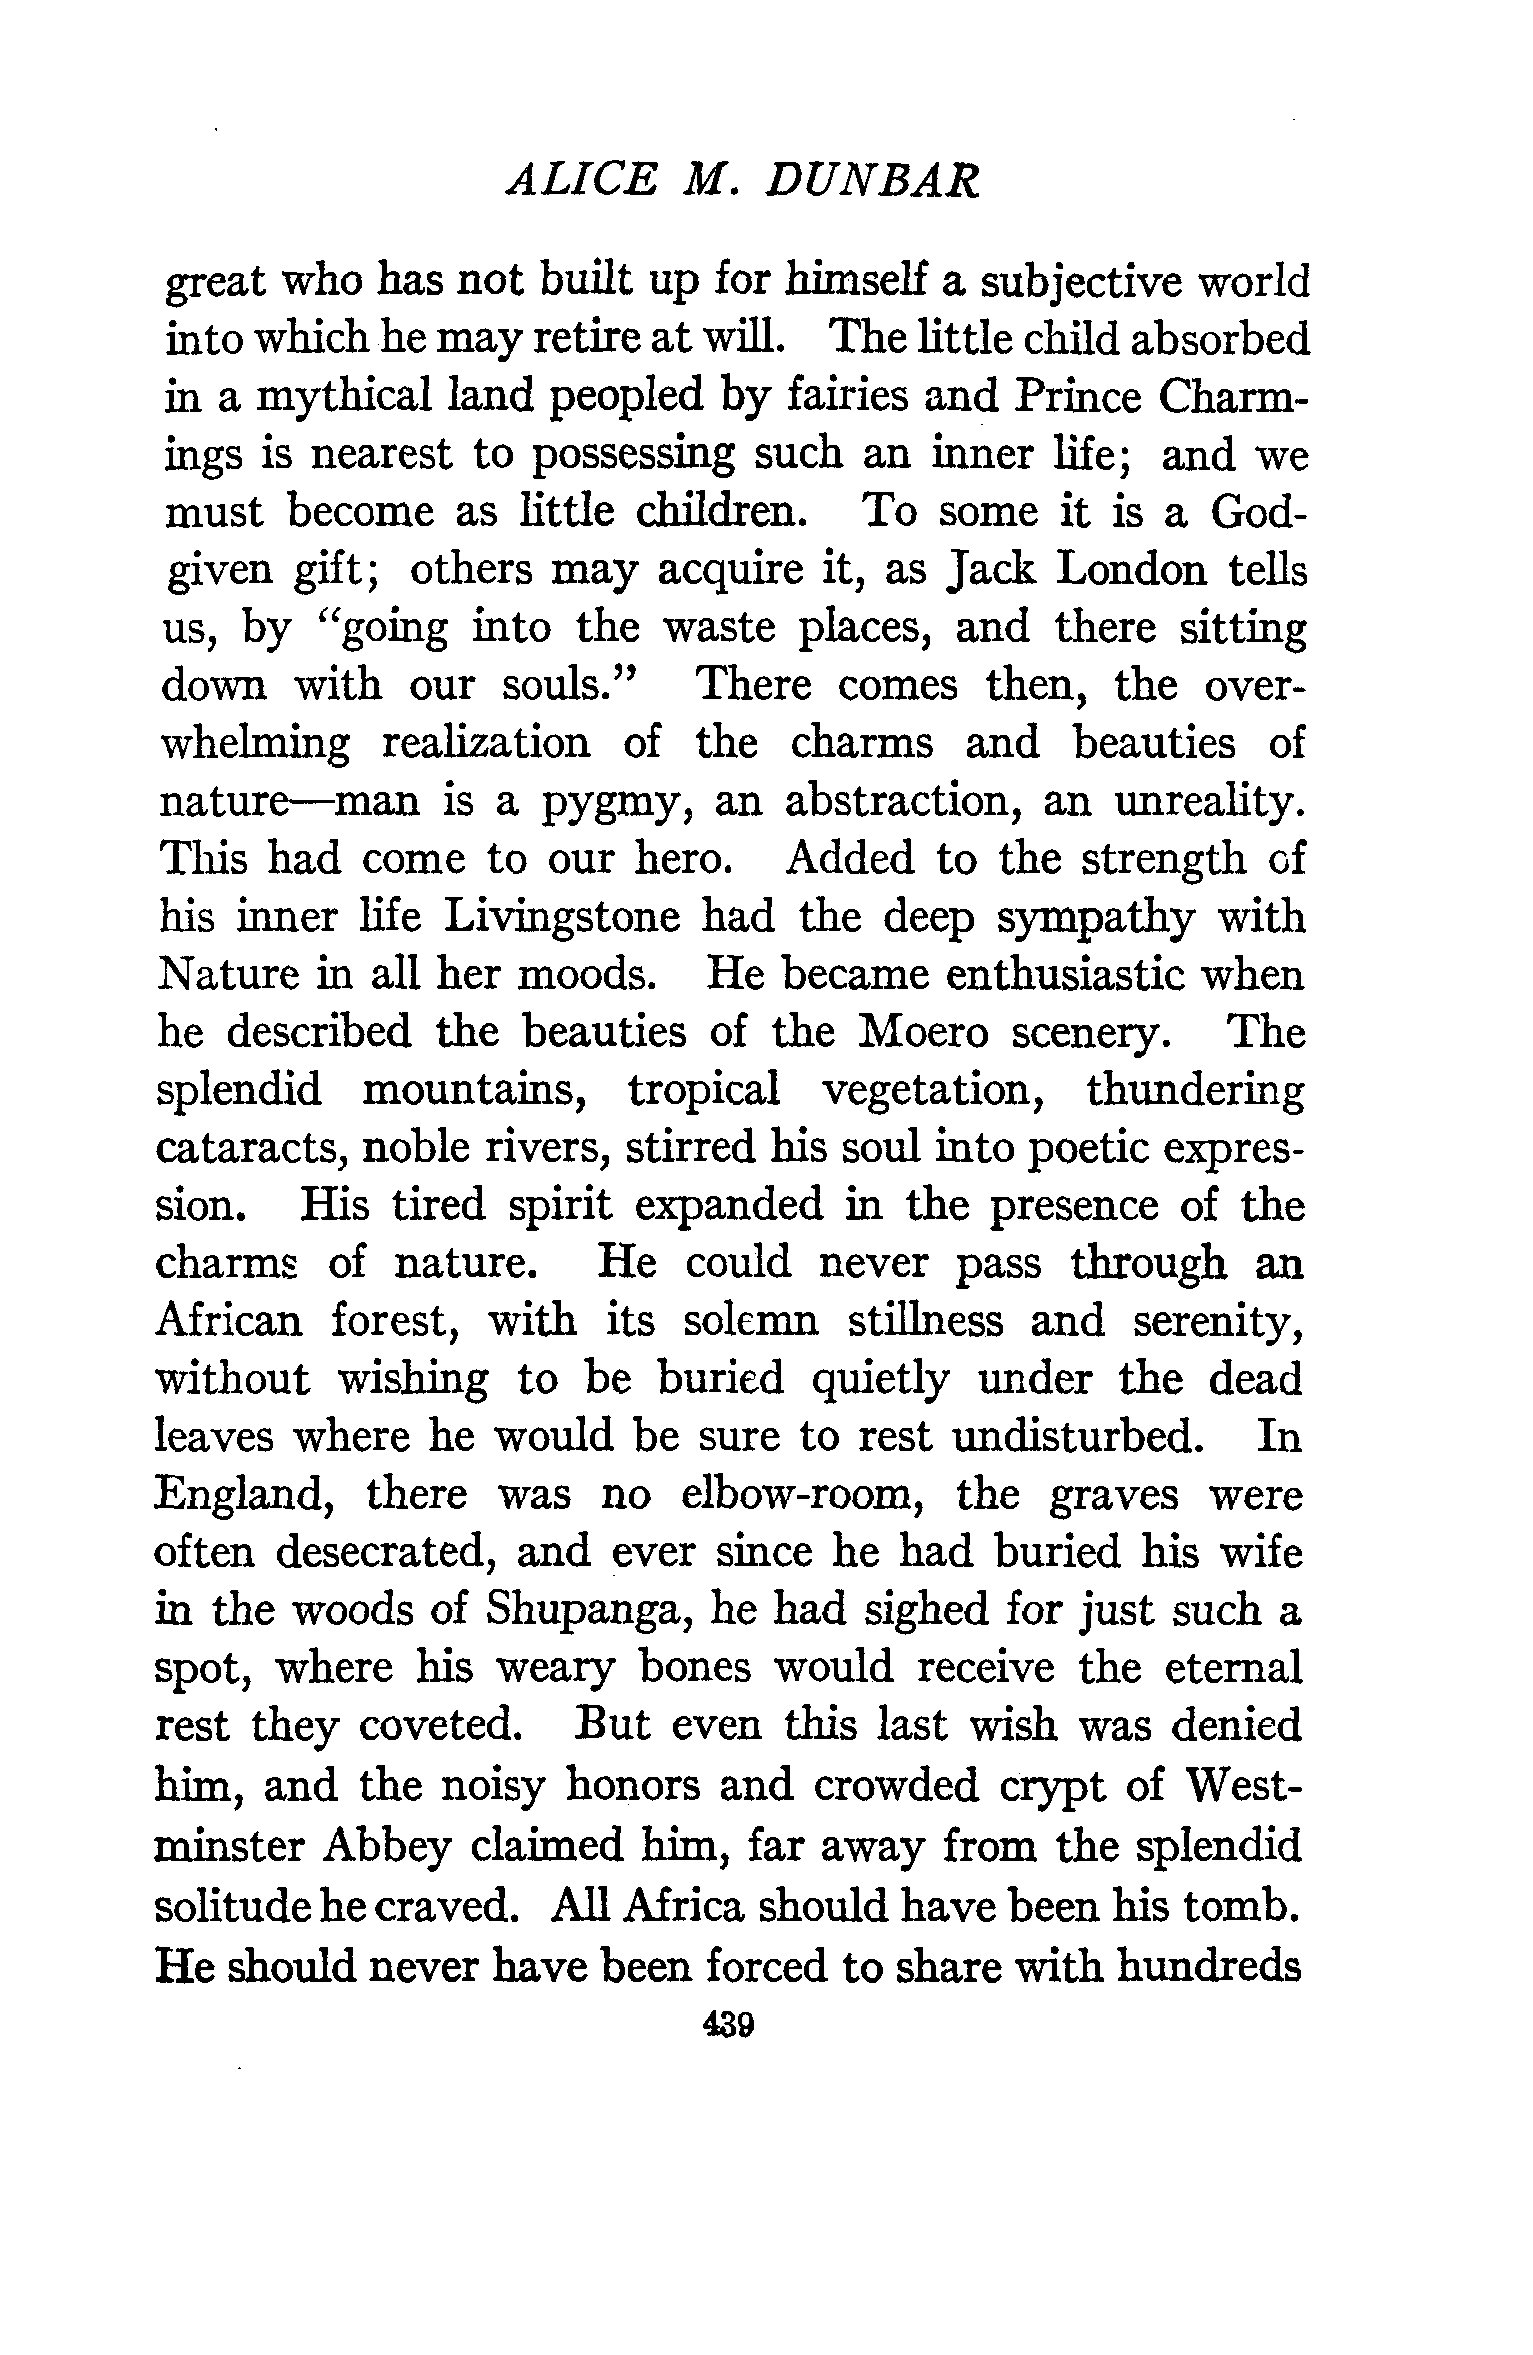 ALICE M. DUNBAR
great who has not built up for himself a subjective world
into which he may retire at will. The little child absorbed
in a mythical land peopled by fairies and Prince Charm-
ings is nearest to possessing such an inner life; and we
must become as little children. To some it is a God-
given gift; others may acquire it, as Jack London tells
us, by "going into the waste places, and there sitting
down with our souls." There comes then, the over-
whelming realization of the charms and beauties of
nature—man is a pygmy, an abstraction, an unreality.
This had come to our hero. Added to the strength of
his inner life Livingstone had the deep sympathy with
Nature in all her moods. He became enthusiastic when
he described the beauties of the Moero scenery. The
splendid mountains, tropical vegetation, thundering
cataracts, noble rivers, stirred his soul into poetic expres-
sion. His tired spirit expanded in the presence of the
charms of nature. He could never pass through an
African forest, with its solemn stillness and serenity,
without wishing to be buried quietly under the dead
leaves where he would be sure to rest undisturbed. In
England, there was no elbow-room, the graves were
often desecrated, and ever since he had buried his wife
in the woods of Shupanga, he had sighed for just such a
spot, where his weary bones would receive the eternal
rest they coveted. But even this last wish was denied
him, and the noisy honors and crowded crypt of West-
minster Abbey claimed him, far away from the splendid
solitude he craved. All Africa should have been his tomb.
He should never have been forced to share with hundreds
439